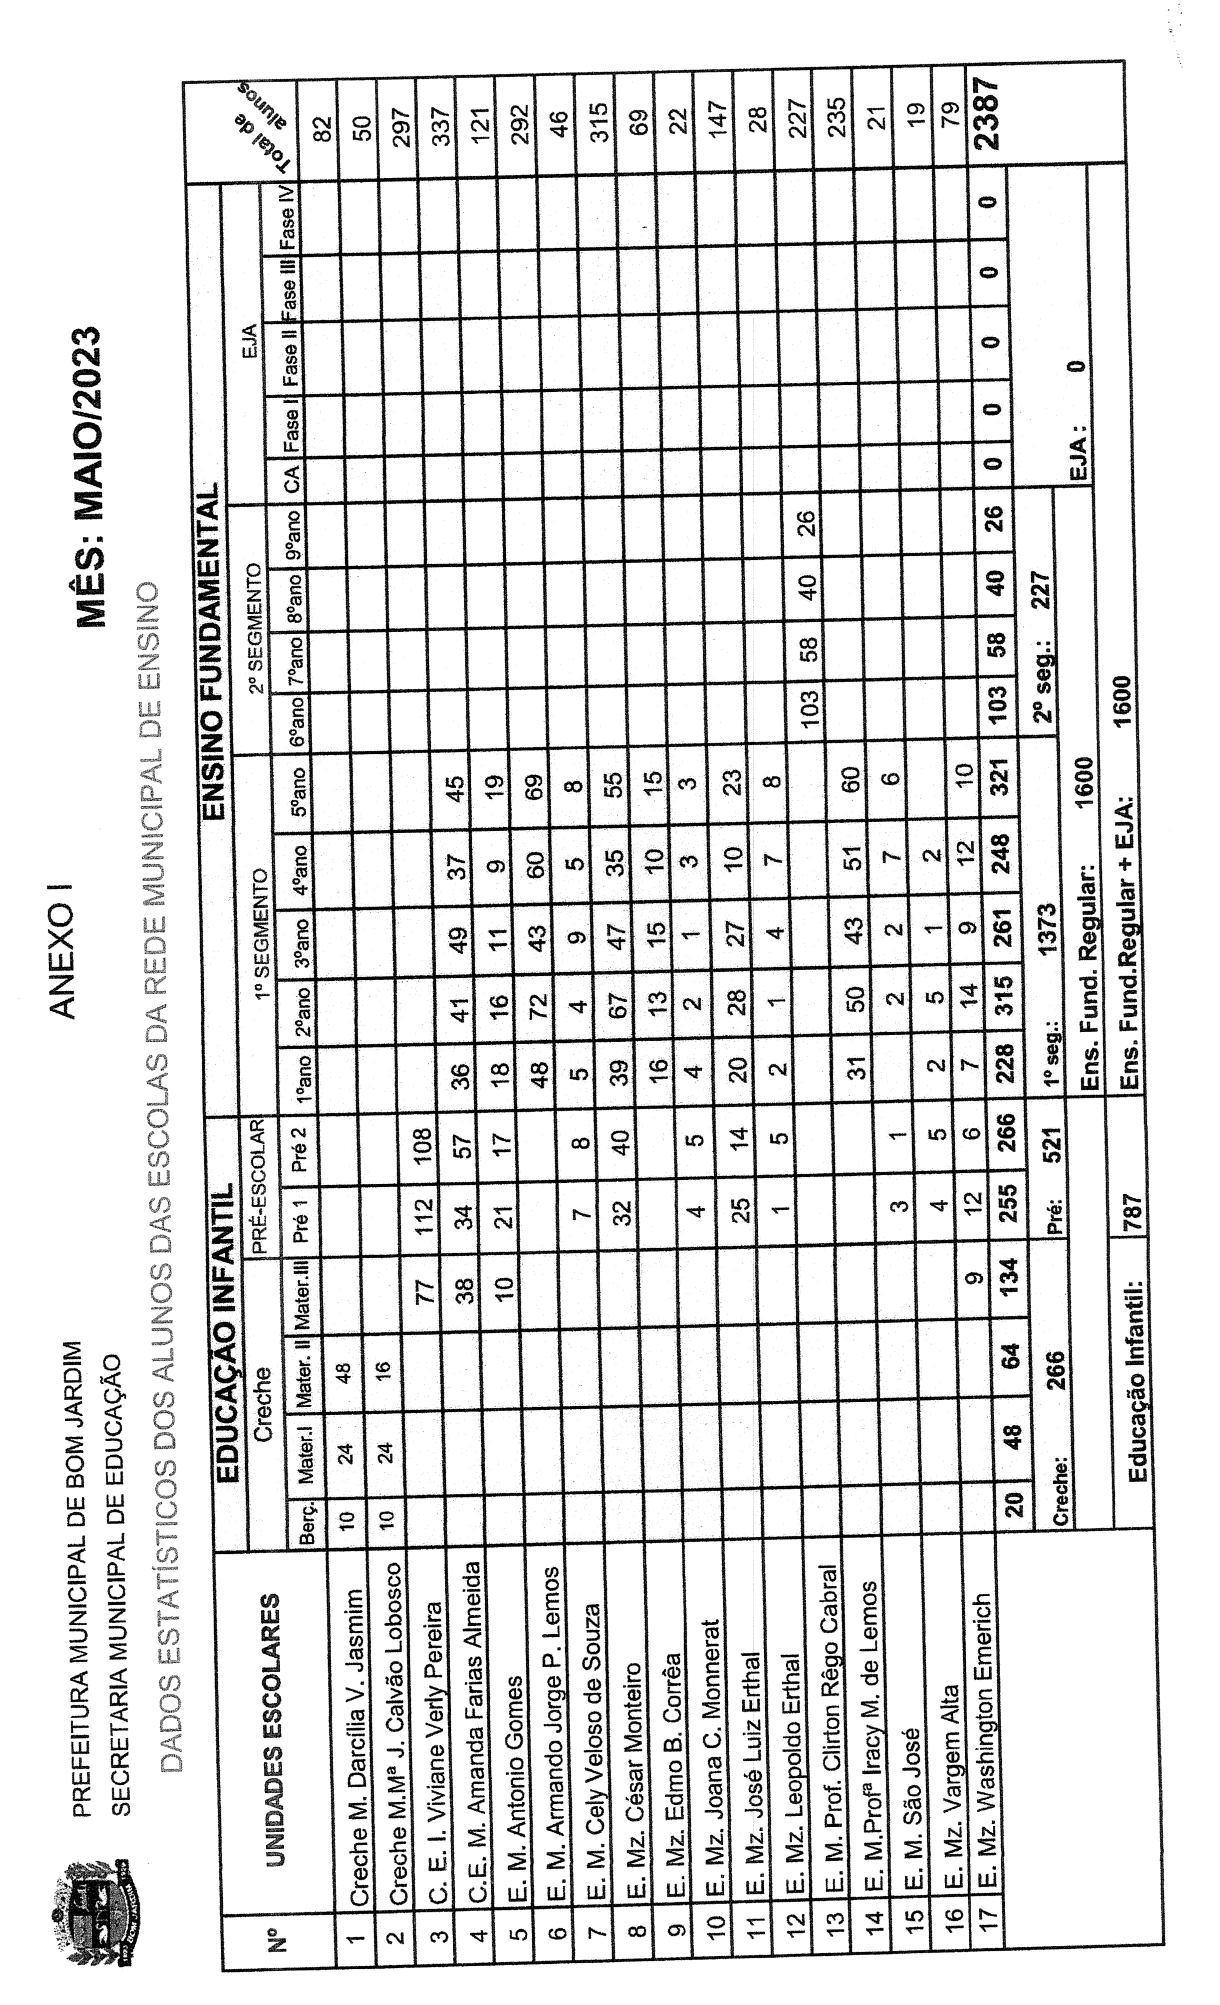 PREFEITURA MUNICIPAL DE BOM JARDIM
SECRETARIA MUNICIPAL DE EDUCAÇÃO
ANEXO I
MÊS: MAIO/2023
DADOS ESTATÍSTICOS DOS ALUNOS DAS ESCOLAS DA REDE MUNICIPAL DE ENSINO
Nº UNIDADES ESCOLARES EDUCAÇÃO INFANTIL ENSINO FUNDAMENTAL Total de alunos
Creche PRÉ-ESCOLAR 1º SEGMENTO 2º SEGMENTO EJA
Berç. Mater.I Mater. II Mater.III Pré 1 Pré 2 1ºano 2ºano 3ºano 4ºano 5ºano 6ºano 7ºano 8ºano 9ºano CA Fase I Fase II Fase III Fase IV
1 Creche M. Darcília V. Jasmim 10 24 48 82
2 Creche M.Mª J. Calvão Lobosco 10 24 16 50
3 C. E. I. Viviane Verly Pereira 77 112 108 297
4 C.E. M. Amanda Farias Almeida 38 34 57 36 41 49 37 45 337
5 E. M. Antonio Gomes 10 21 17 18 16 11 9 19 121
6 E. M. Armando Jorge P. Lemos 48 72 43 60 69 292
7 E. M. Cely Veloso de Souza 7 8 5 4 9 5 8 46
8 E. Mz. César Monteiro 32 40 39 67 47 35 55 315
9 E. Mz. Edmo B. Corrêa 16 13 15 10 15 69
10 E. Mz. Joana C. Monnerat 4 5 4 2 1 3 3 22
11 E. Mz. José Luiz Erthal 25 14 20 28 27 10 23 147
12 E. Mz. Leopoldo Erthal 1 5 2 1 4 7 8 28
13 E. M. Prof. Clirton Rêgo Cabral 103 58 40 26 227
14 E. M.Profª Iracy M. de Lemos 31 50 43 51 60 235
15 E. M. São José 3 1 2 2 7 6 21
16 E. Mz. Vargem Alta 4 5 2 5 1 2 19
17 E. Mz. Washington Emerich 9 12 6 7 14 9 12 10 79
20 48 64 134 255 266 228 315 261 248 321 103 58 40 26 0 0 0 0 0 2387
Creche: 266 Pré: 521 1º seg.: 1373 2º seg.: 227
Ens. Fund. Regular: 1600 EJA : 0
Educação Infantil: 787 Ens. Fund.Regular + EJA: 1600